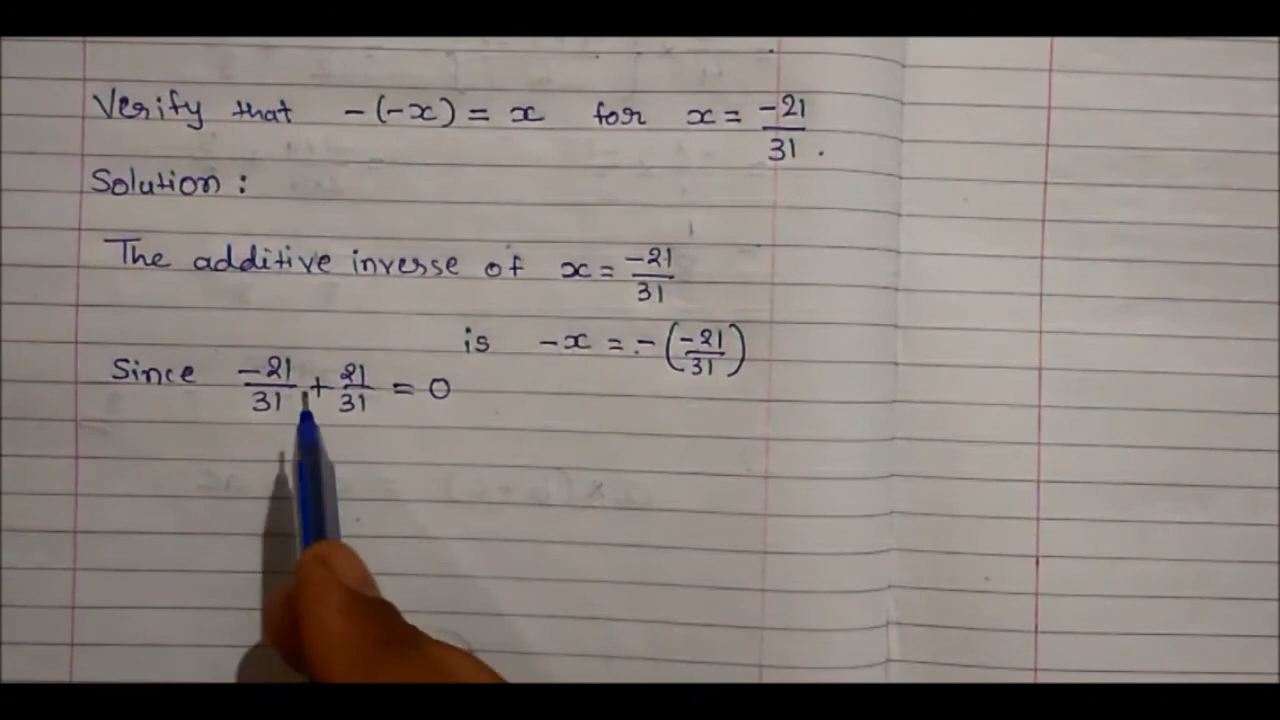 Verify that -(-x) = x for x = -21/31.
Solution:
The additive inverse of x = -21/31
is -x = -(-21/31)
Since -21/31 + 21/31 = 0